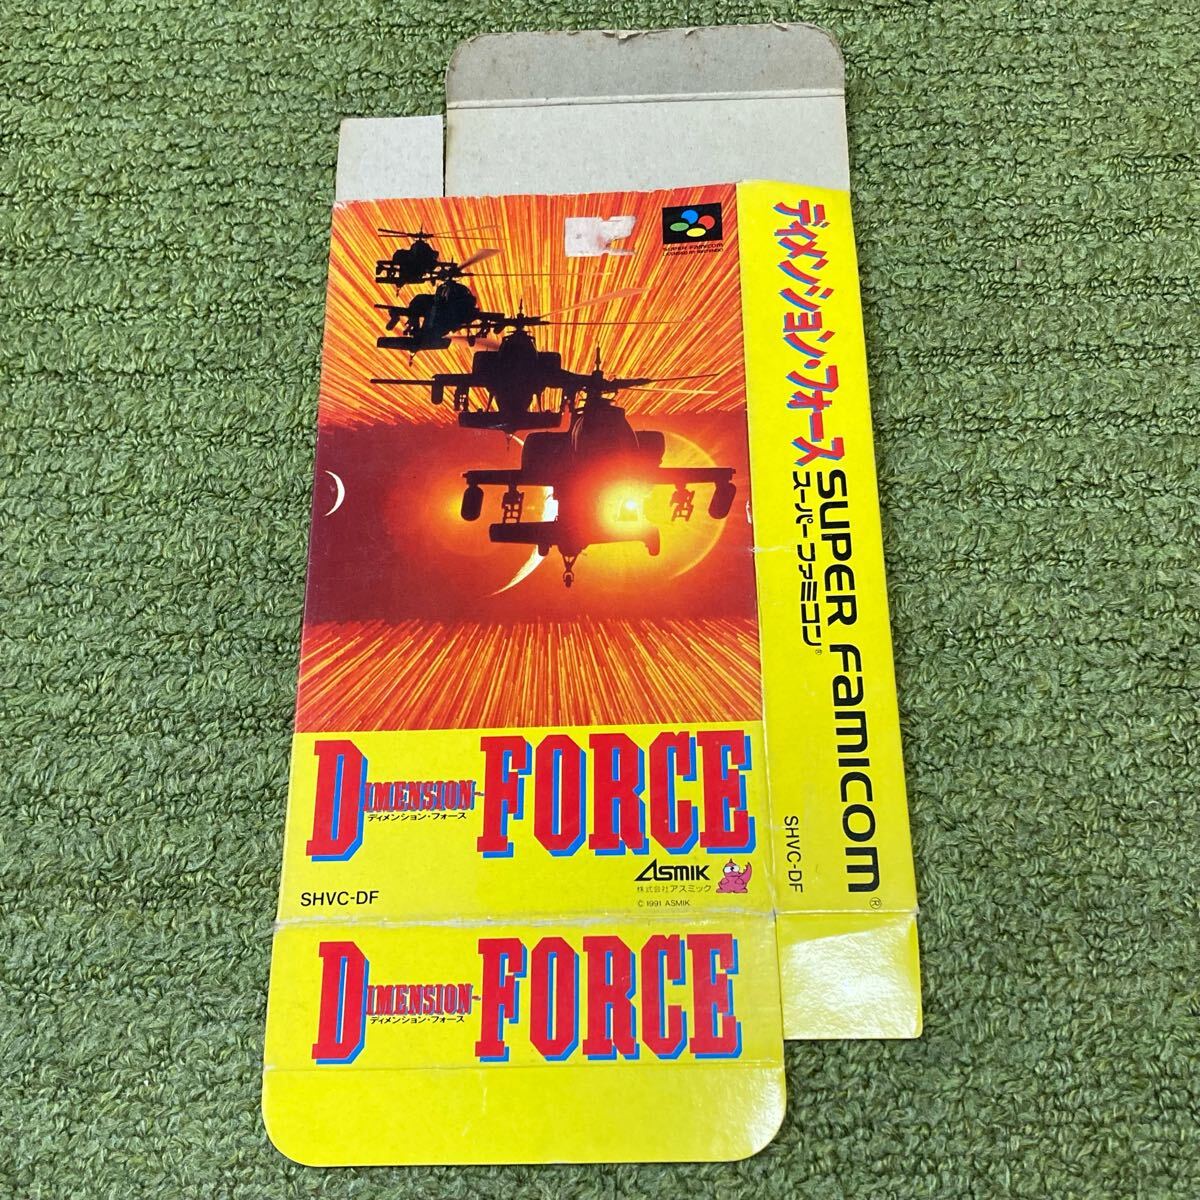 SUPER FAMICOM
DIMENSION-FORCE
ディメンション・フォース
SHVC-DF
ASMIK
株式会社アスミック
© 1991 ASMIK
DIMENSION-FORCE
ディメンション・フォース
ディメンション・フォース
SUPER FAMICOM®
スーパーファミコン®
SHVC-DF